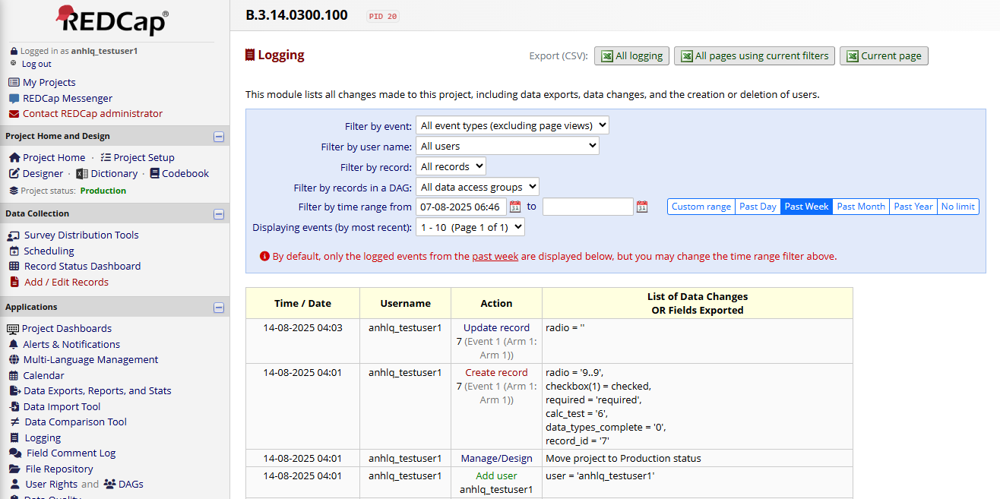 REDCap®
Logged in as anhlq_testuser1
Log out
My Projects
REDCap Messenger
Contact REDCap administrator
Project Home and Design
Project Home · Project Setup
Designer · Dictionary · Codebook
Project status: Production
Data Collection
Survey Distribution Tools
Scheduling
Record Status Dashboard
Add / Edit Records
Applications
Project Dashboards
Alerts & Notifications
Multi-Language Management
Calendar
Data Exports, Reports, and Stats
Data Import Tool
Data Comparison Tool
Logging
Field Comment Log
File Repository
User Rights and DAGs
Data Quality
B.3.14.0300.100 PID 20
Logging
Export (CSV): All logging All pages using current filters Current page
This module lists all changes made to this project, including data exports, data changes, and the creation or deletion of users.
Filter by event: All event types (excluding page views)
Filter by user name: All users
Filter by record: All records
Filter by records in a DAG: All data access groups
Filter by time range from 07-08-2025 06:46 31 to 31 Custom range Past Day Past Week Past Month Past Year No limit
Displaying events (by most recent): 1 - 10 (Page 1 of 1)
By default, only the logged events from the past week are displayed below, but you may change the time range filter above.
Time / Date Username Action List of Data Changes
OR Fields Exported
14-08-2025 04:03 anhlq_testuser1 Update record radio = ''
7 (Event 1 (Arm 1:
Arm 1))
14-08-2025 04:01 anhlq_testuser1 Create record radio = '9..9',
7 (Event 1 (Arm 1: checkbox(1) = checked,
Arm 1)) required = 'required',
calc_test = '6',
data_types_complete = '0',
record_id = '7'
14-08-2025 04:01 anhlq_testuser1 Manage/Design Move project to Production status
14-08-2025 04:01 anhlq_testuser1 Add user user = 'anhlq_testuser1'
anhlq_testuser1